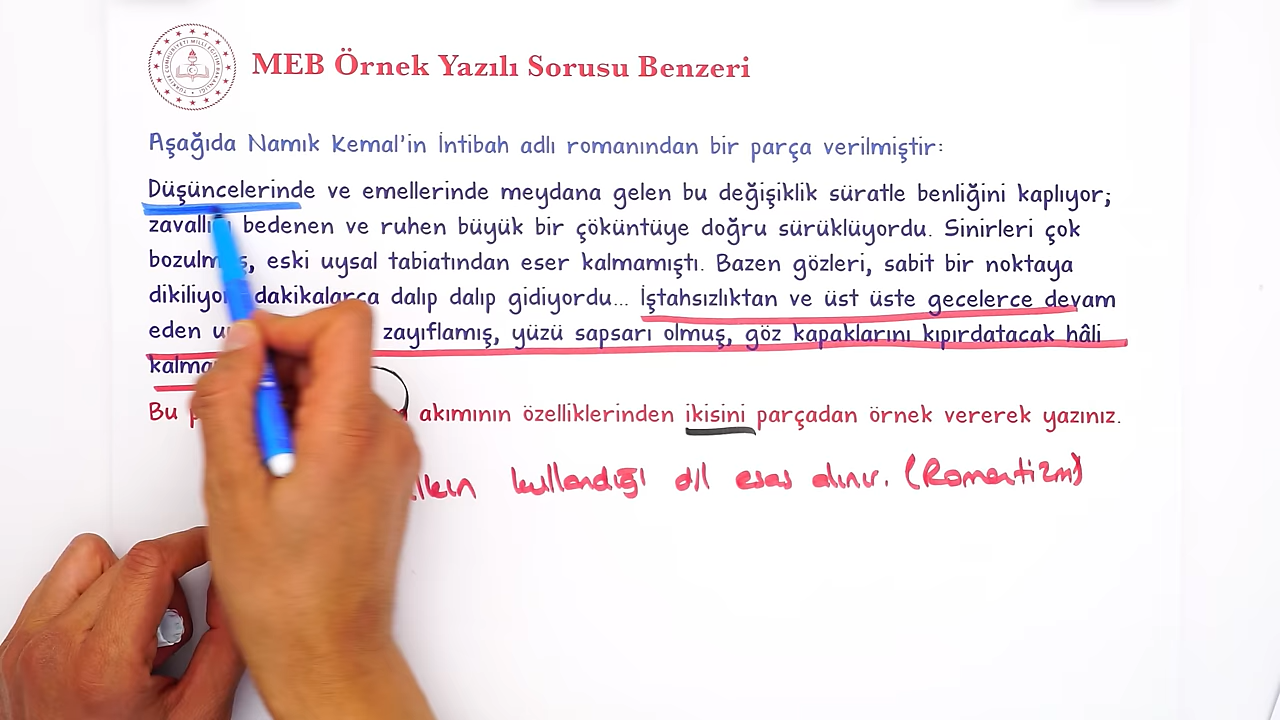 MEB Örnek Yazılı Sorusu Benzeri
Aşağıda Namık Kemal'in İntibah adlı romanından bir parça verilmiştir:
Düşüncelerinde ve emellerinde meydana gelen bu değişiklik süratle benliğini kaplıyor;
bedenen ve ruhen büyük bir çöküntüye doğru sürüklüyordu. Sinirleri çok
eski uysal tabiatından eser kalmamıştı. Bazen gözleri, sabit bir noktaya
dakikalarca dalıp dalıp gidiyordu... İştahsızlıktan ve üst üste gecelerce devam
eden zayıflamış, yüzü sapsarı olmuş, göz kapaklarını kıpırdatacak hâli
Bu akımının özelliklerinden ikisini parçadan örnek vererek yazınız.
kullandığı dil esas alınır. (Romantizm)